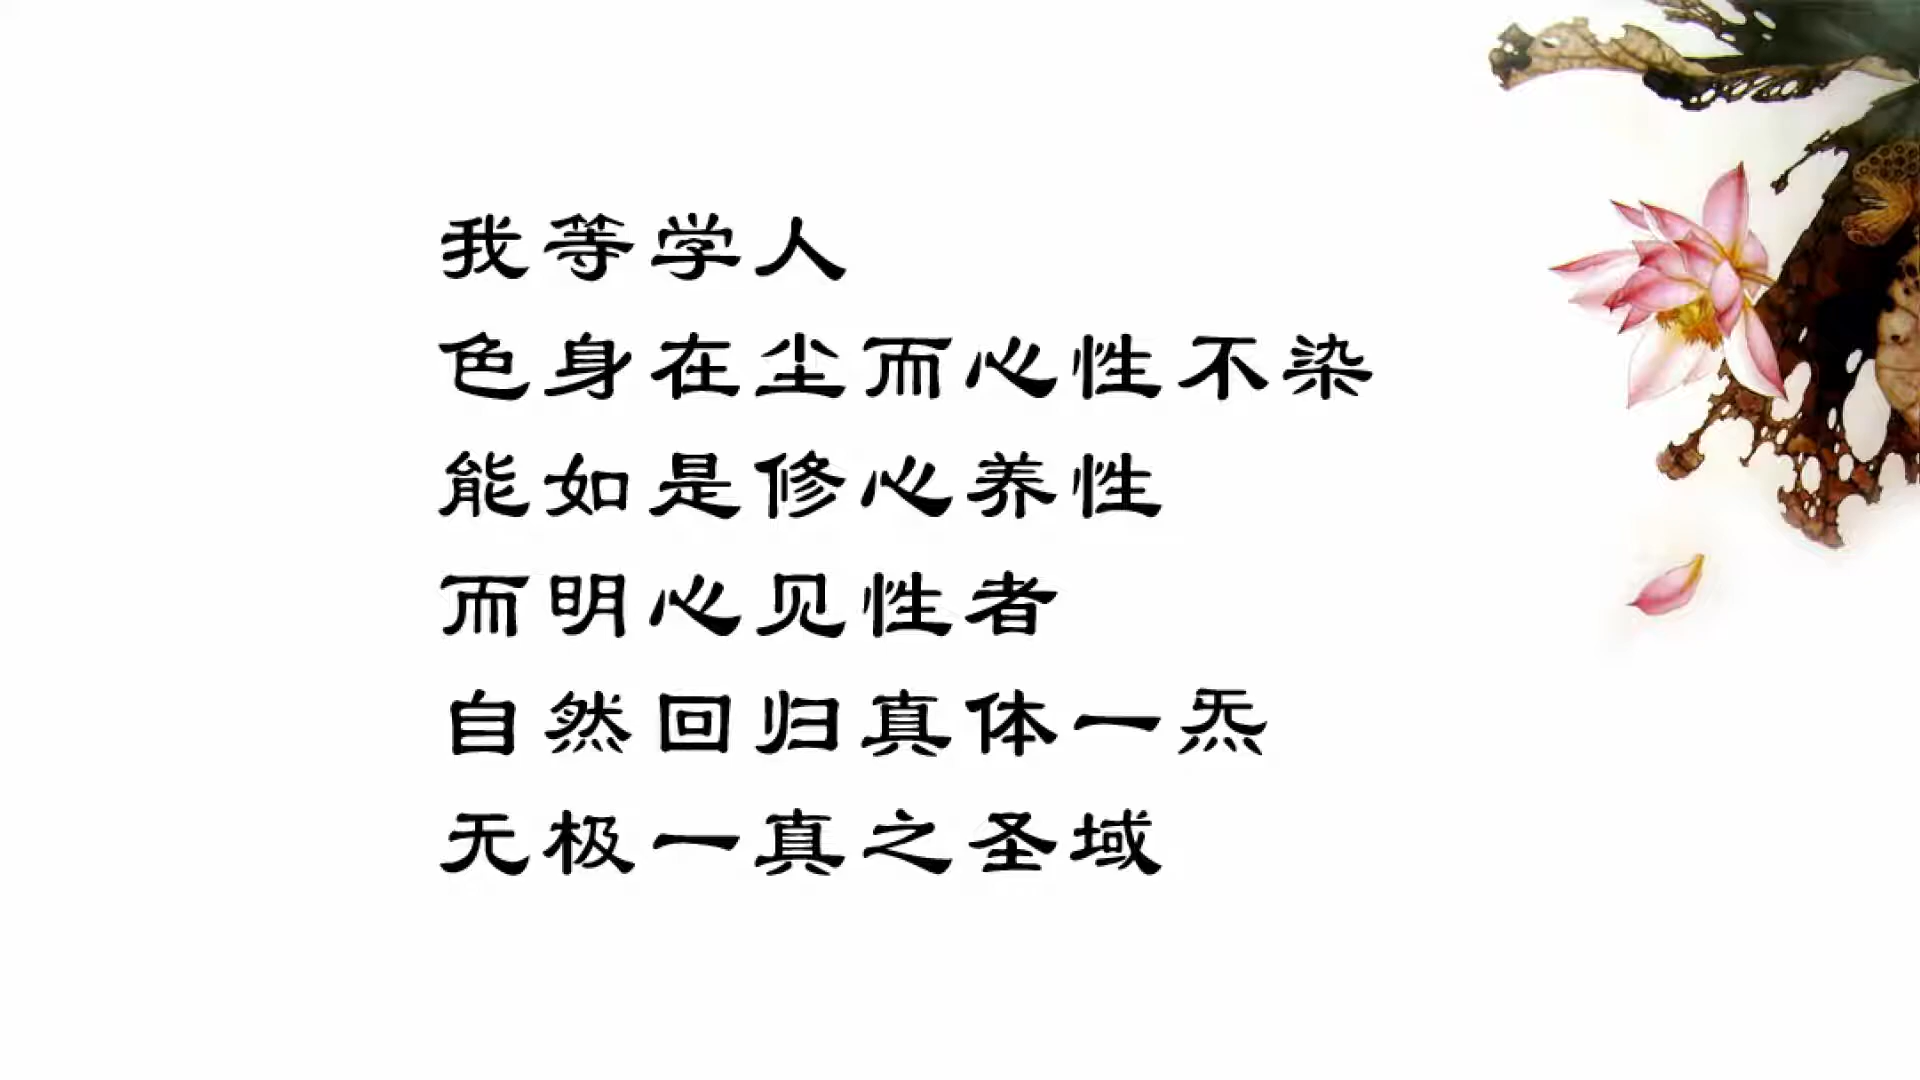 我等学人
色身在尘而心性不染
能如是修心养性
而明心见性者
自然回归真体一炁
无极一真之圣域